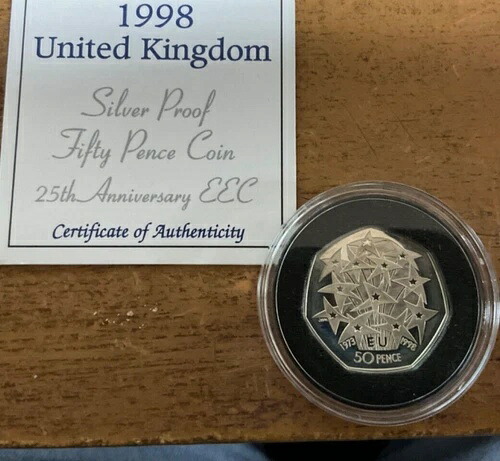 1998
United Kingdom
Silver Proof
Fifty Pence Coin
25th Anniversary EEC
Certificate of Authenticity
1973 EU 1998
50 PENCE